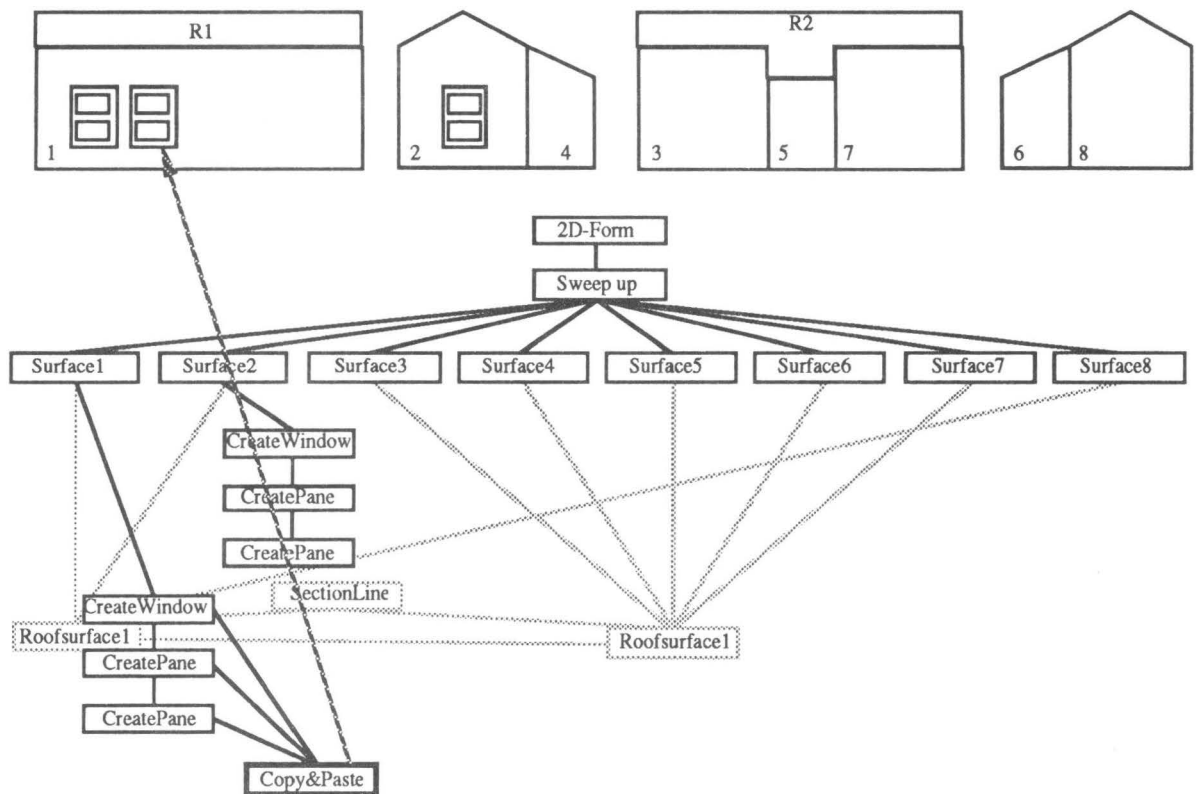 R1
R2
1
2
4
3
5
7
6
8
2D-Form
Sweep up
Surface1
Surface2
Surface3
Surface4
Surface5
Surface6
Surface7
Surface8
CreateWindow
CreatePane
CreatePane
SectionLine
CreateWindow
Roofsurface1
Roofsurface1
CreatePane
CreatePane
Copy&Paste